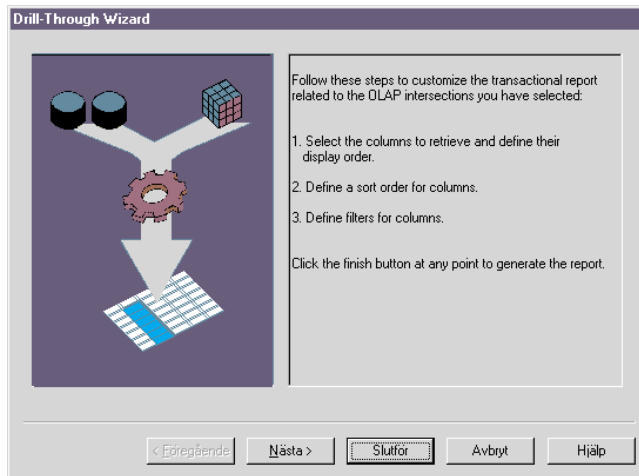 Drill-Through Wizard
Follow these steps to customize the transactional report
related to the OLAP intersections you have selected:
1. Select the columns to retrieve and define their
display order.
2. Define a sort order for columns.
3. Define filters for columns.
Click the finish button at any point to generate the report.
< Föregående
Nästa >
Slutför
Avbryt
Hjälp